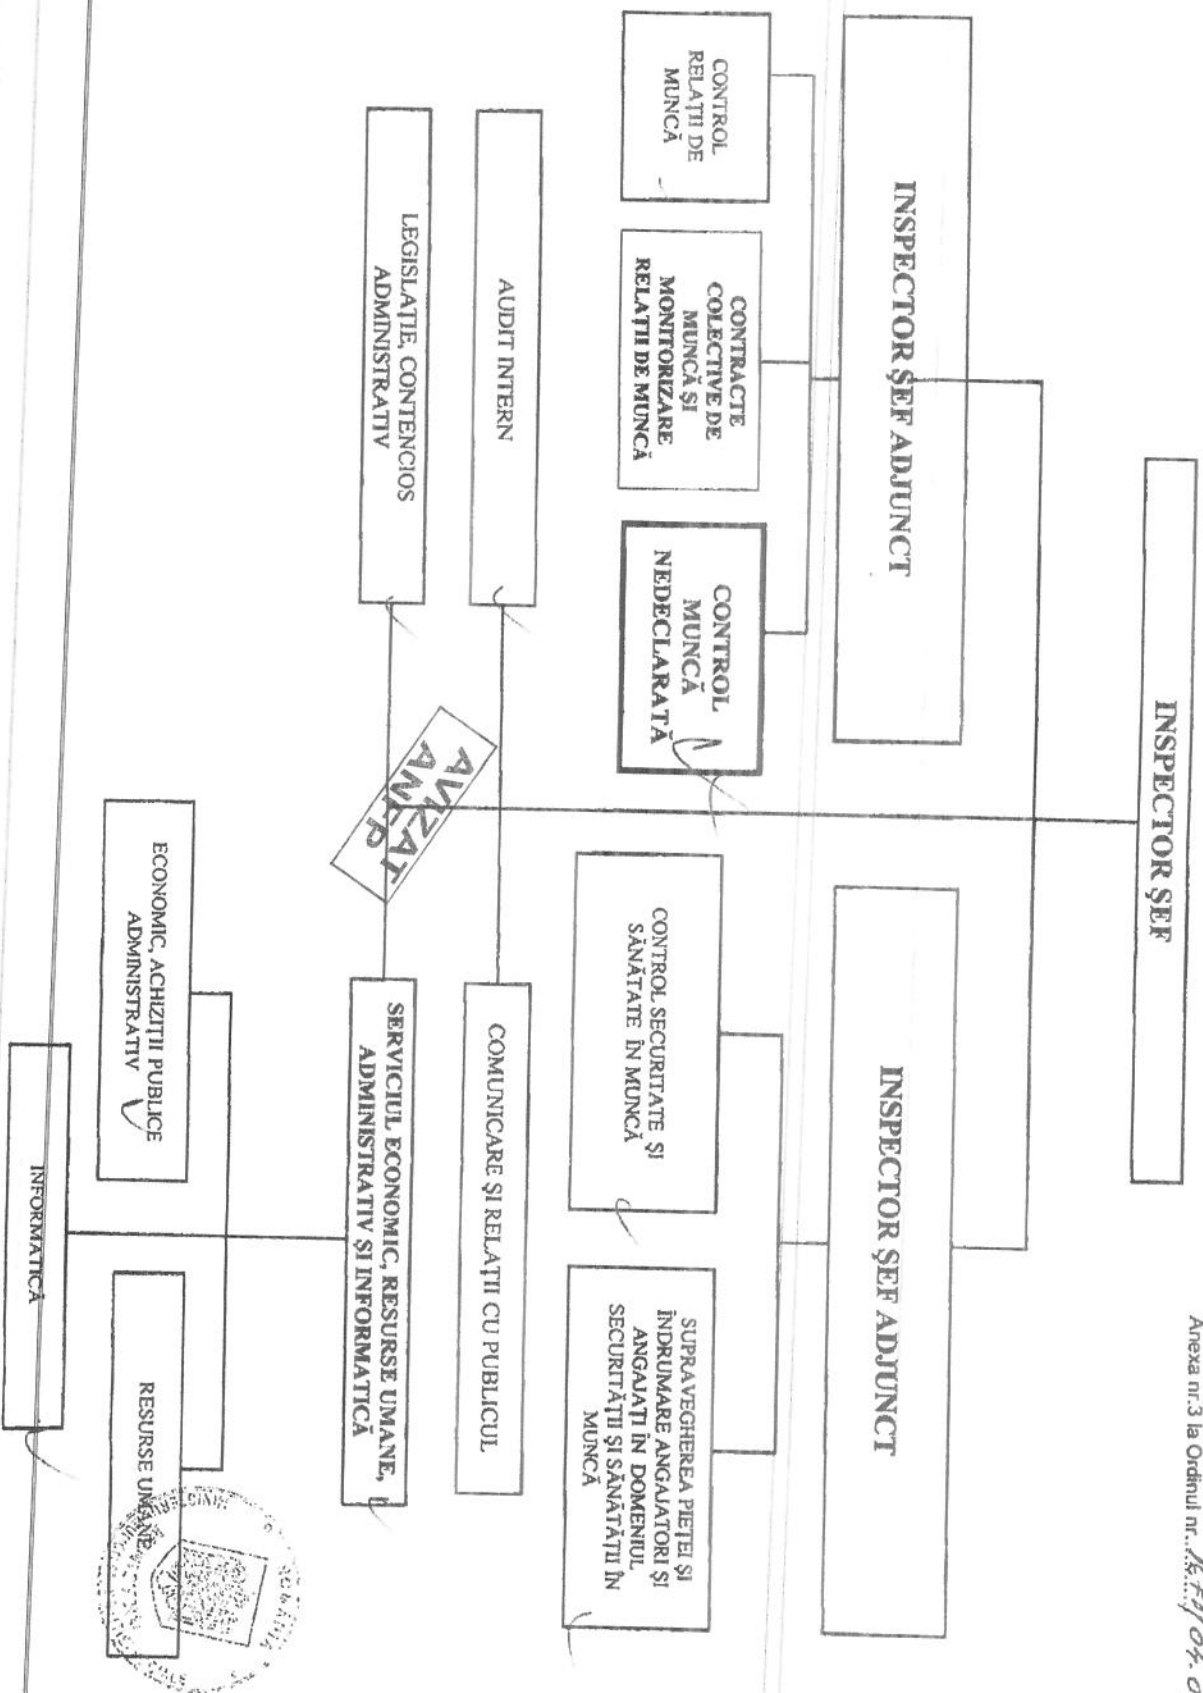 Anexa nr.3 la Ordinul nr.
INSPECTOR ŞEF
INSPECTOR ŞEF ADJUNCT
INSPECTOR ŞEF ADJUNCT
CONTROL
RELAŢII DE
MUNCĂ
CONTRACTE
COLECTIVE DE
MUNCĂ ŞI
MONITORIZARE
RELAŢII DE MUNCĂ
CONTROL
MUNCĂ
NEDECLARATĂ
CONTROL SECURITATE ŞI
SĂNĂTATE ÎN MUNCĂ
SUPRAVEGHEREA PIEŢEI ŞI
ÎNDRUMARE ANGAJATORI ŞI
ANGAJAŢI ÎN DOMENIUL
SECURITĂŢII ŞI SĂNĂTĂŢII ÎN
MUNCĂ
AUDIT INTERN
COMUNICARE ŞI RELAŢII CU PUBLICUL
LEGISLAŢIE, CONTENCIOS
ADMINISTRATIV
AVIZAT
ANFP
SERVICIUL ECONOMIC, RESURSE UMANE,
ADMINISTRATIV ŞI INFORMATICĂ
ECONOMIC, ACHIZIŢII PUBLICE
ADMINISTRATIV
RESURSE UMANE
INFORMATICĂ